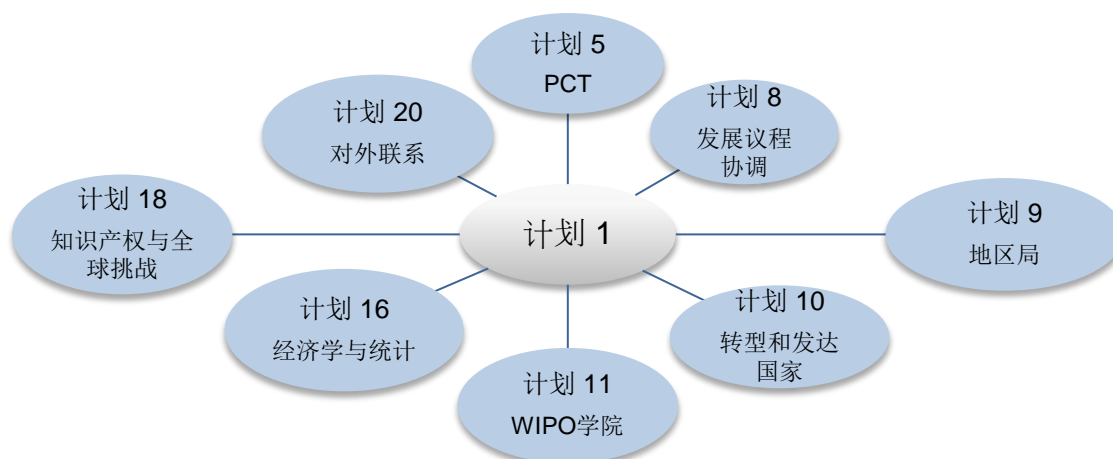 计划 5
PCT
计划 20
对外联系
计划 8
发展议程
协调
计划 18
知识产权与全
球挑战
计划 1
计划 9
地区局
计划 16
经济学与统计
计划 10
转型和发达
国家
计划 11
WIPO学院